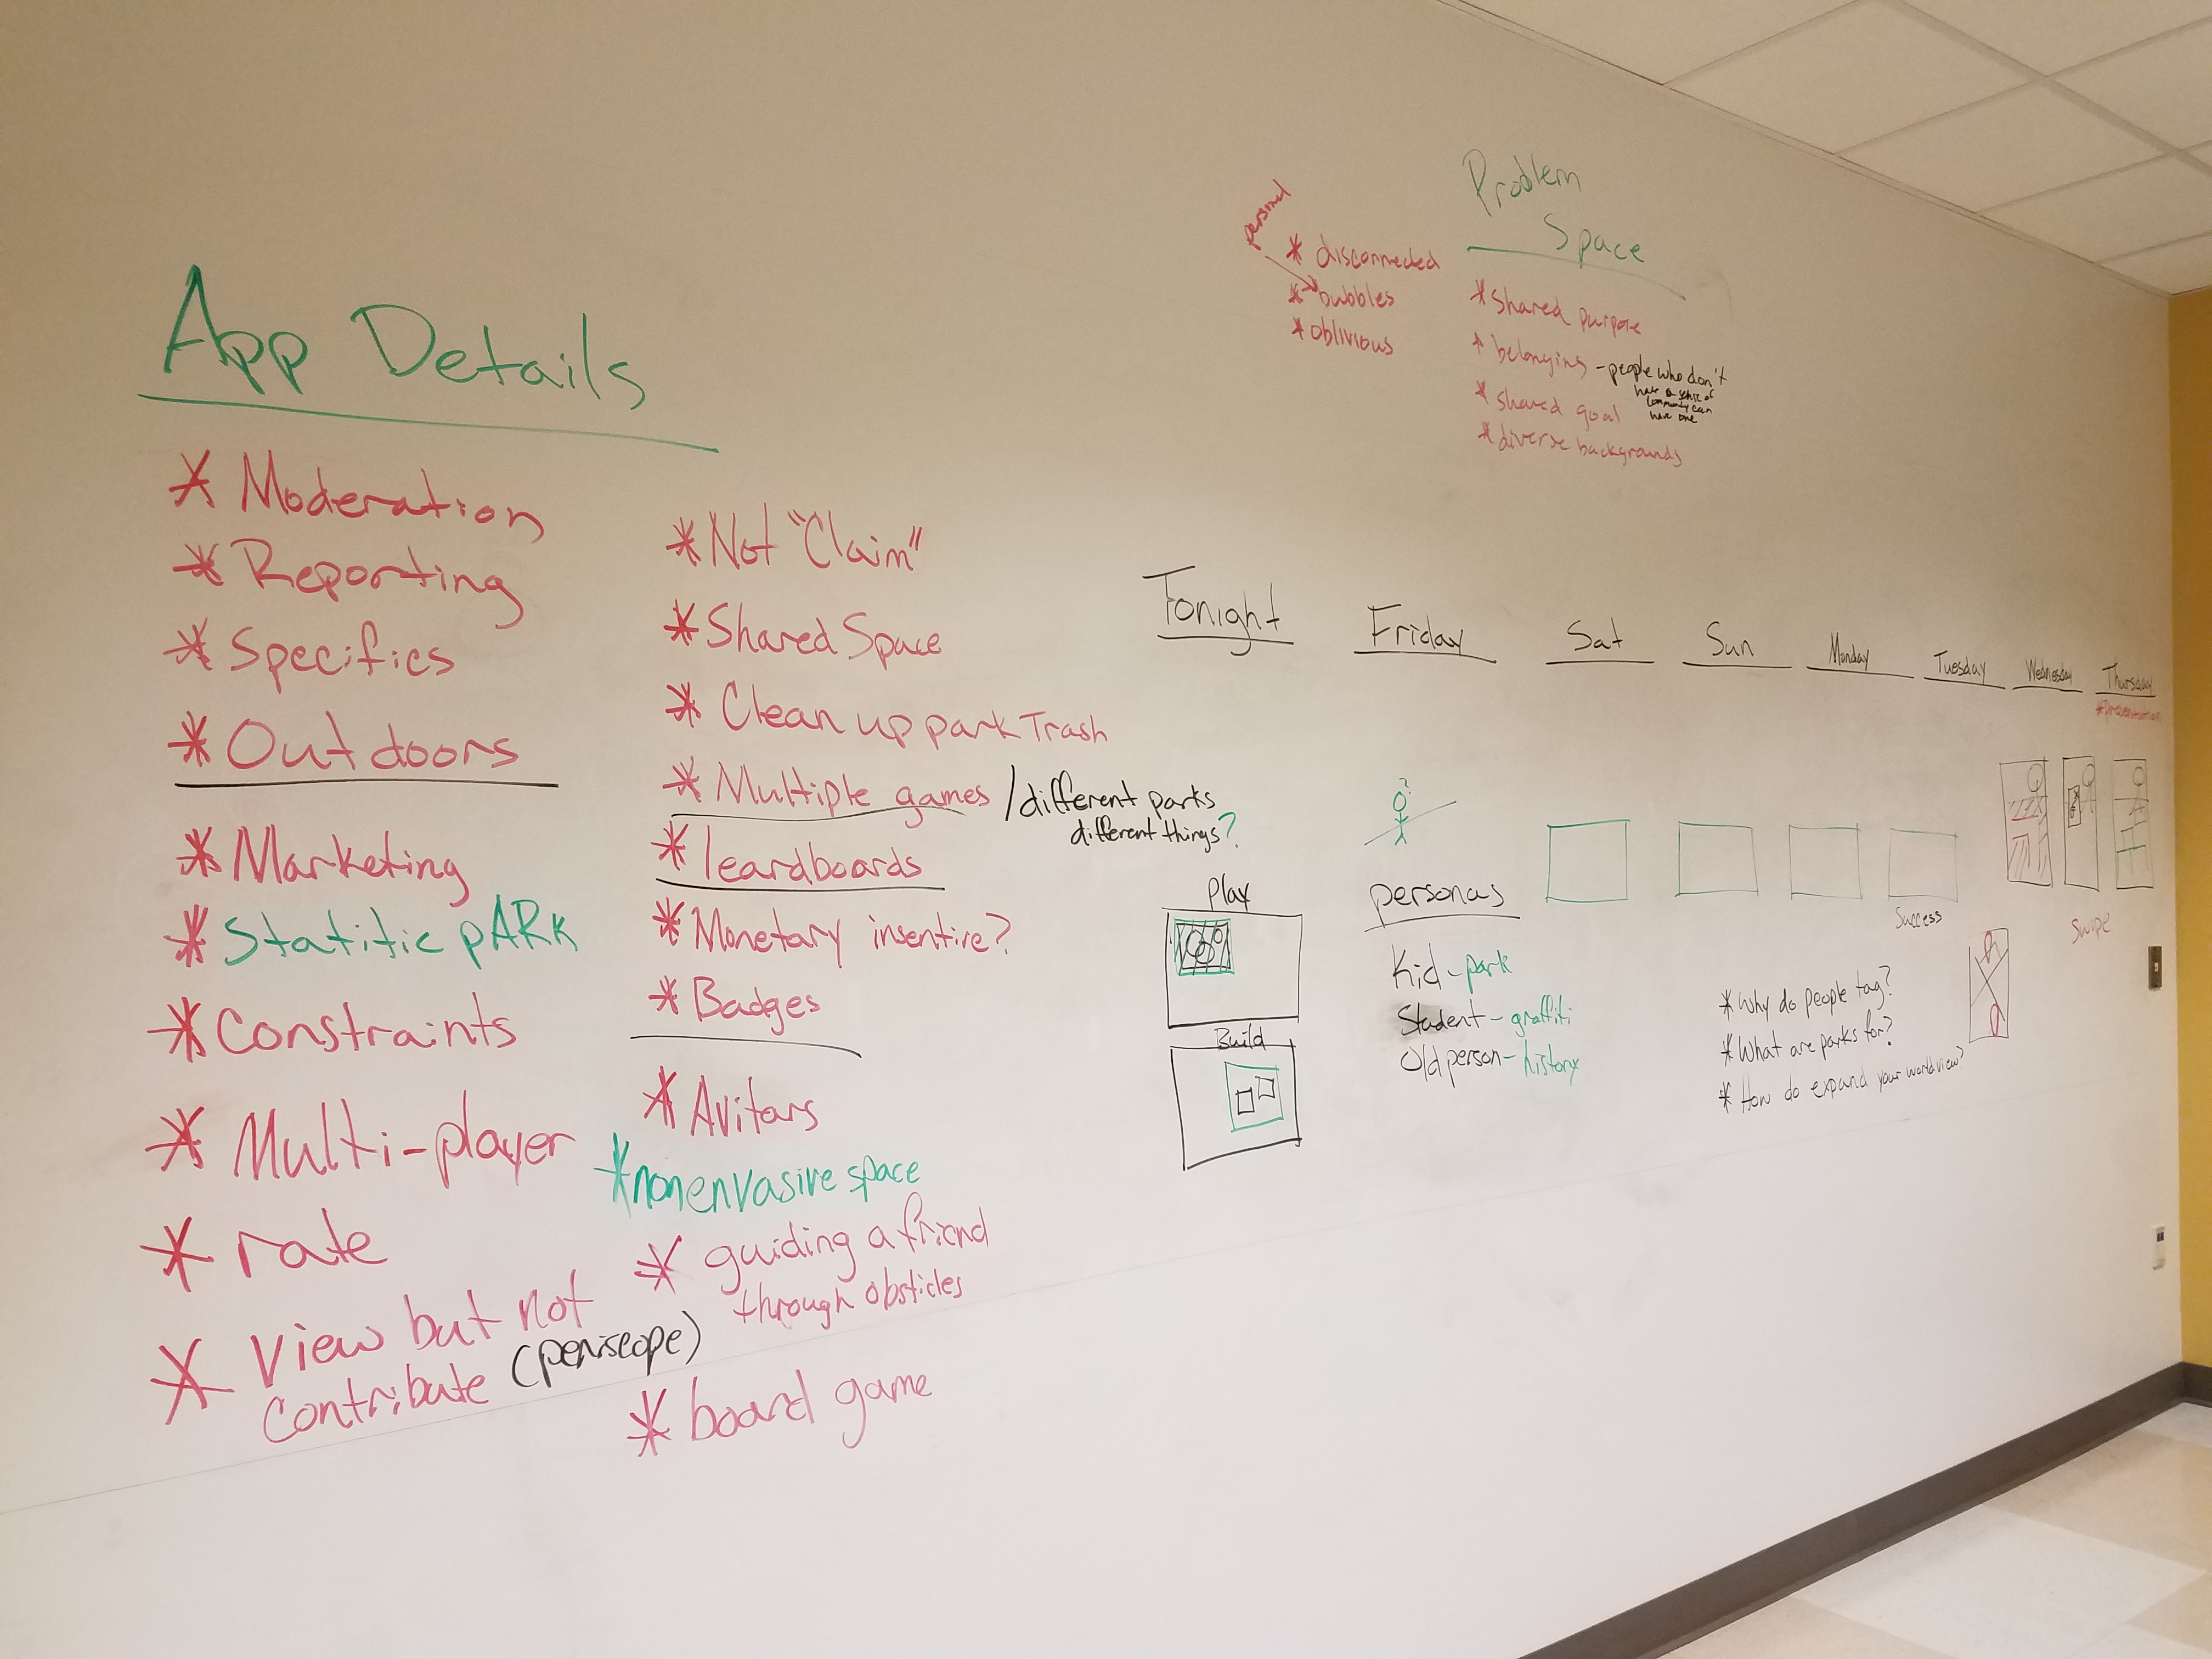 App Details
* Moderation
* Reporting
* Specifics
* Outdoors
* Marketing
* Statitic pARK
* Constraints
* Multi-player
* rate
* View but not
Contribute (periscope)
* Not "Claim"
* Shared Space
* Clean up park Trash
* Multiple games / different parks
different things?
* leardboards
* Monetary insentive?
* Badges
* Avitars
* nonenvasive space
* guiding a friend
through obsticles
* board game
Problem
Space
personal
* disconnected
* bubbles
* oblivious
* shared purpose
* belonging - people who don't
have a sense of
community can
have one
* shared goal
* diverse backgrounds
Tonight
Friday
Sat
Sun
Monday
Tuesday
Wednesday
Thursday
* Presentation
Play
Build
personas
Kid - park
Student - graffiti
Old person - history
Success
Swipe
* Why do people tag?
* What are parks for?
* How do expand your worldview?